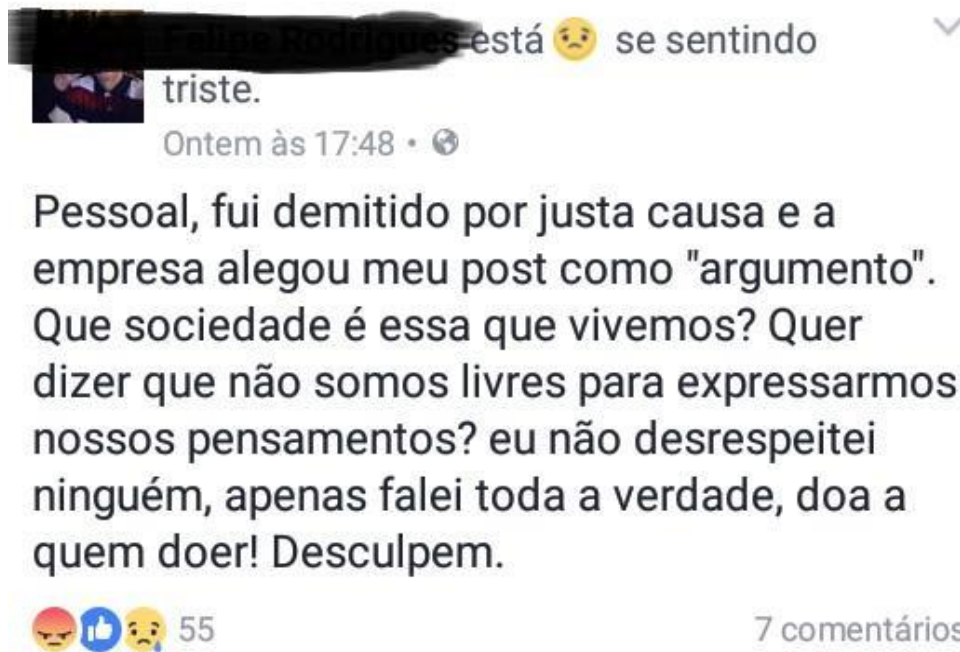 está se sentindo
triste.
Ontem às 17:48 •
Pessoal, fui demitido por justa causa e a
empresa alegou meu post como "argumento".
Que sociedade é essa que vivemos? Quer
dizer que não somos livres para expressarmos
nossos pensamentos? eu não desrespeitei
ninguém, apenas falei toda a verdade, doa a
quem doer! Desculpem.
55
7 comentários